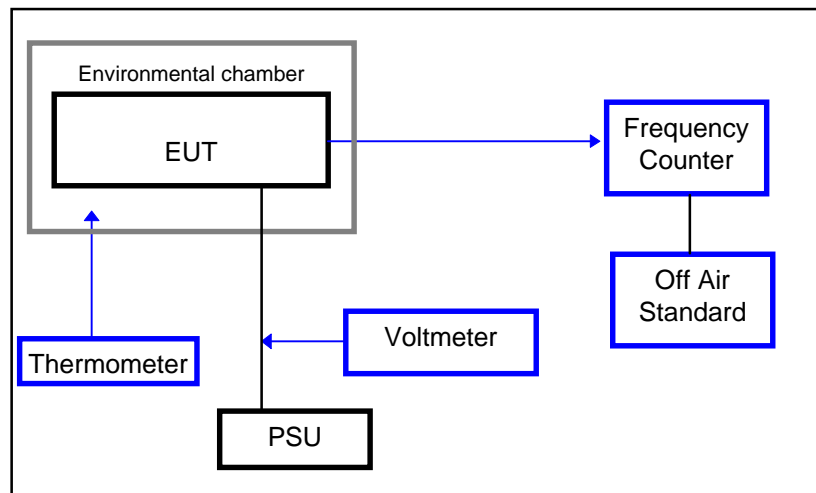 Environmental chamber
EUT
Frequency
Counter
Off Air
Standard
Voltmeter
Thermometer
PSU